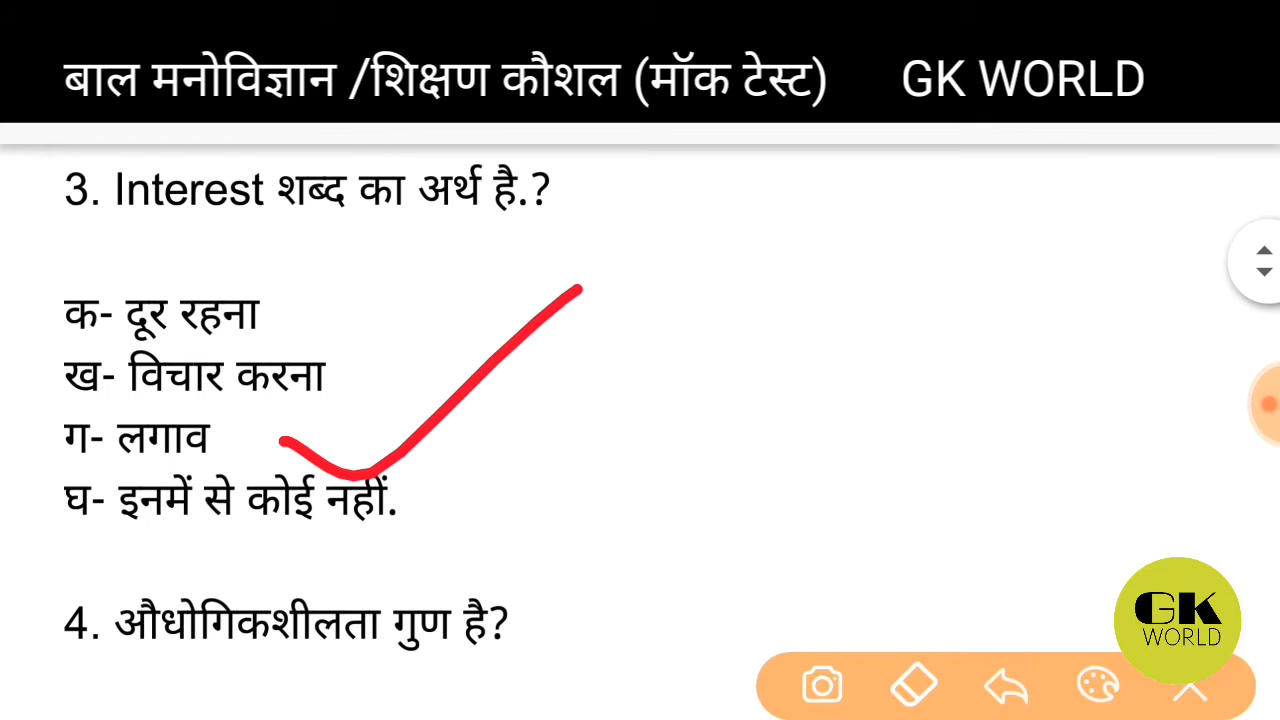 बाल मनोविज्ञान /शिक्षण कौशल (मॉक टेस्ट) GK WORLD
3. Interest शब्द का अर्थ है.?
क- दूर रहना
ख- विचार करना
ग- लगाव
घ- इनमें से कोई नहीं.
4. औधोगिकशीलता गुण है?
GK
WORLD